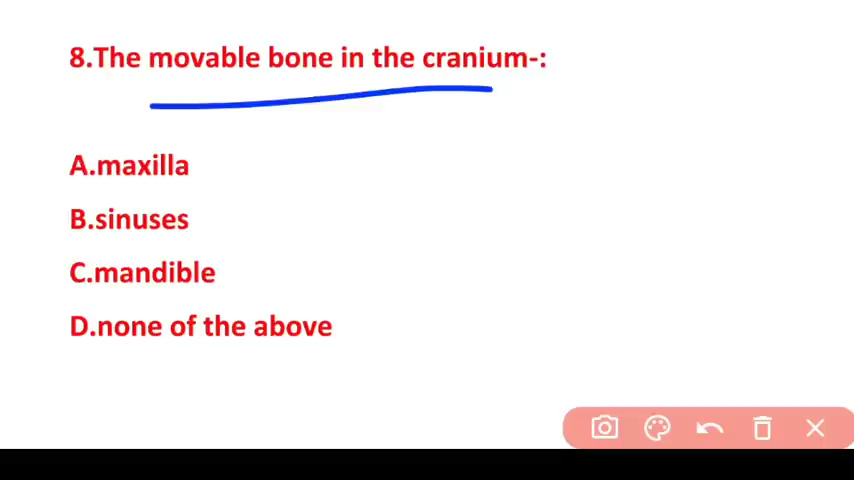 8.The movable bone in the cranium-:
A.maxilla
B.sinuses
C.mandible
D.none of the above